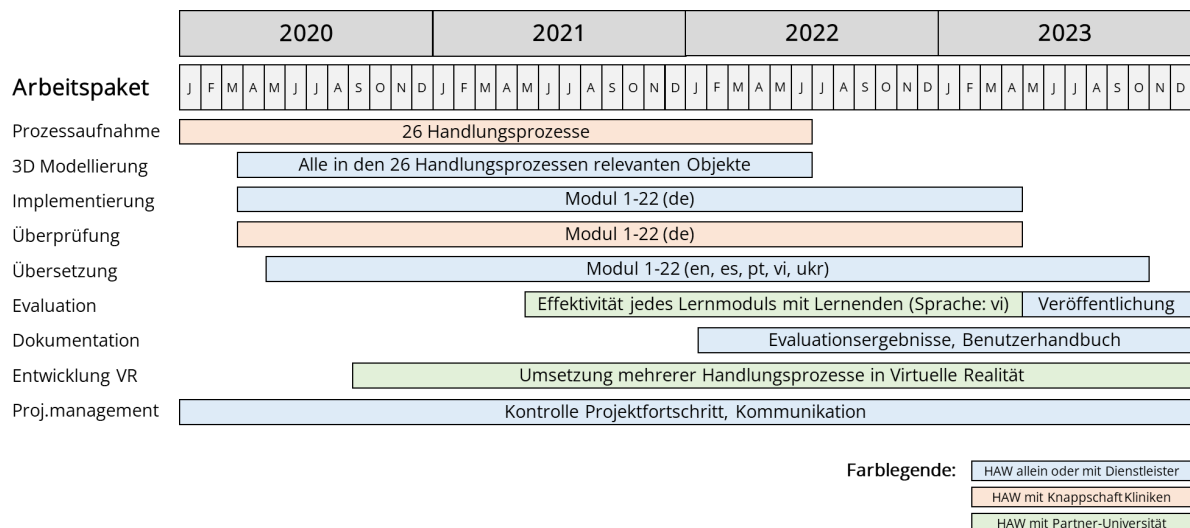 2020 2021 2022 2023
Arbeitspaket J F M A M J J A S O N D J F M A M J J A S O N D J F M A M J J A S O N D J F M A M J J A S O N D
Prozessaufnahme 26 Handlungsprozesse
3D Modellierung Alle in den 26 Handlungsprozessen relevanten Objekte
Implementierung Modul 1-22 (de)
Überprüfung Modul 1-22 (de)
Übersetzung Modul 1-22 (en, es, pt, vi, ukr)
Evaluation Effektivität jedes Lernmoduls mit Lernenden (Sprache: vi) Veröffentlichung
Dokumentation Evaluationsergebnisse, Benutzerhandbuch
Entwicklung VR Umsetzung mehrerer Handlungsprozesse in Virtuelle Realität
Proj.management Kontrolle Projektfortschritt, Kommunikation
Farblegende: HAW allein oder mit Dienstleister
HAW mit Knappschaft Kliniken
HAW mit Partner-Universität